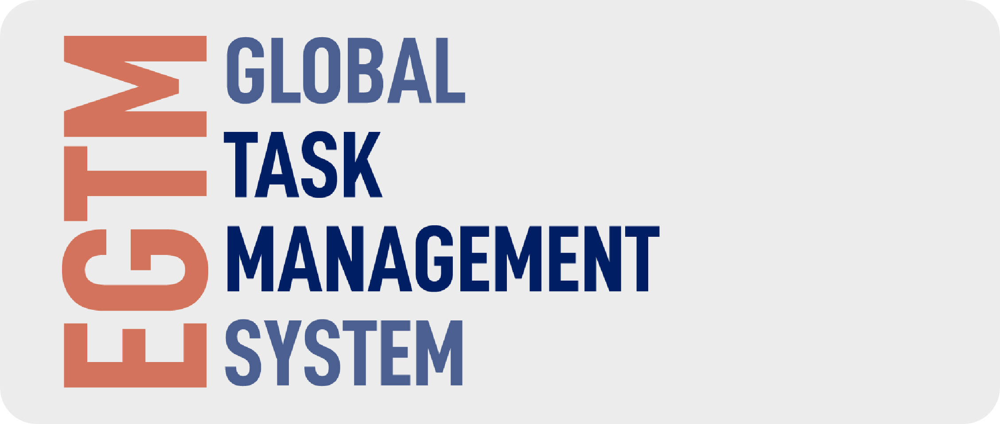 EGTM
GLOBAL
TASK
MANAGEMENT
SYSTEM